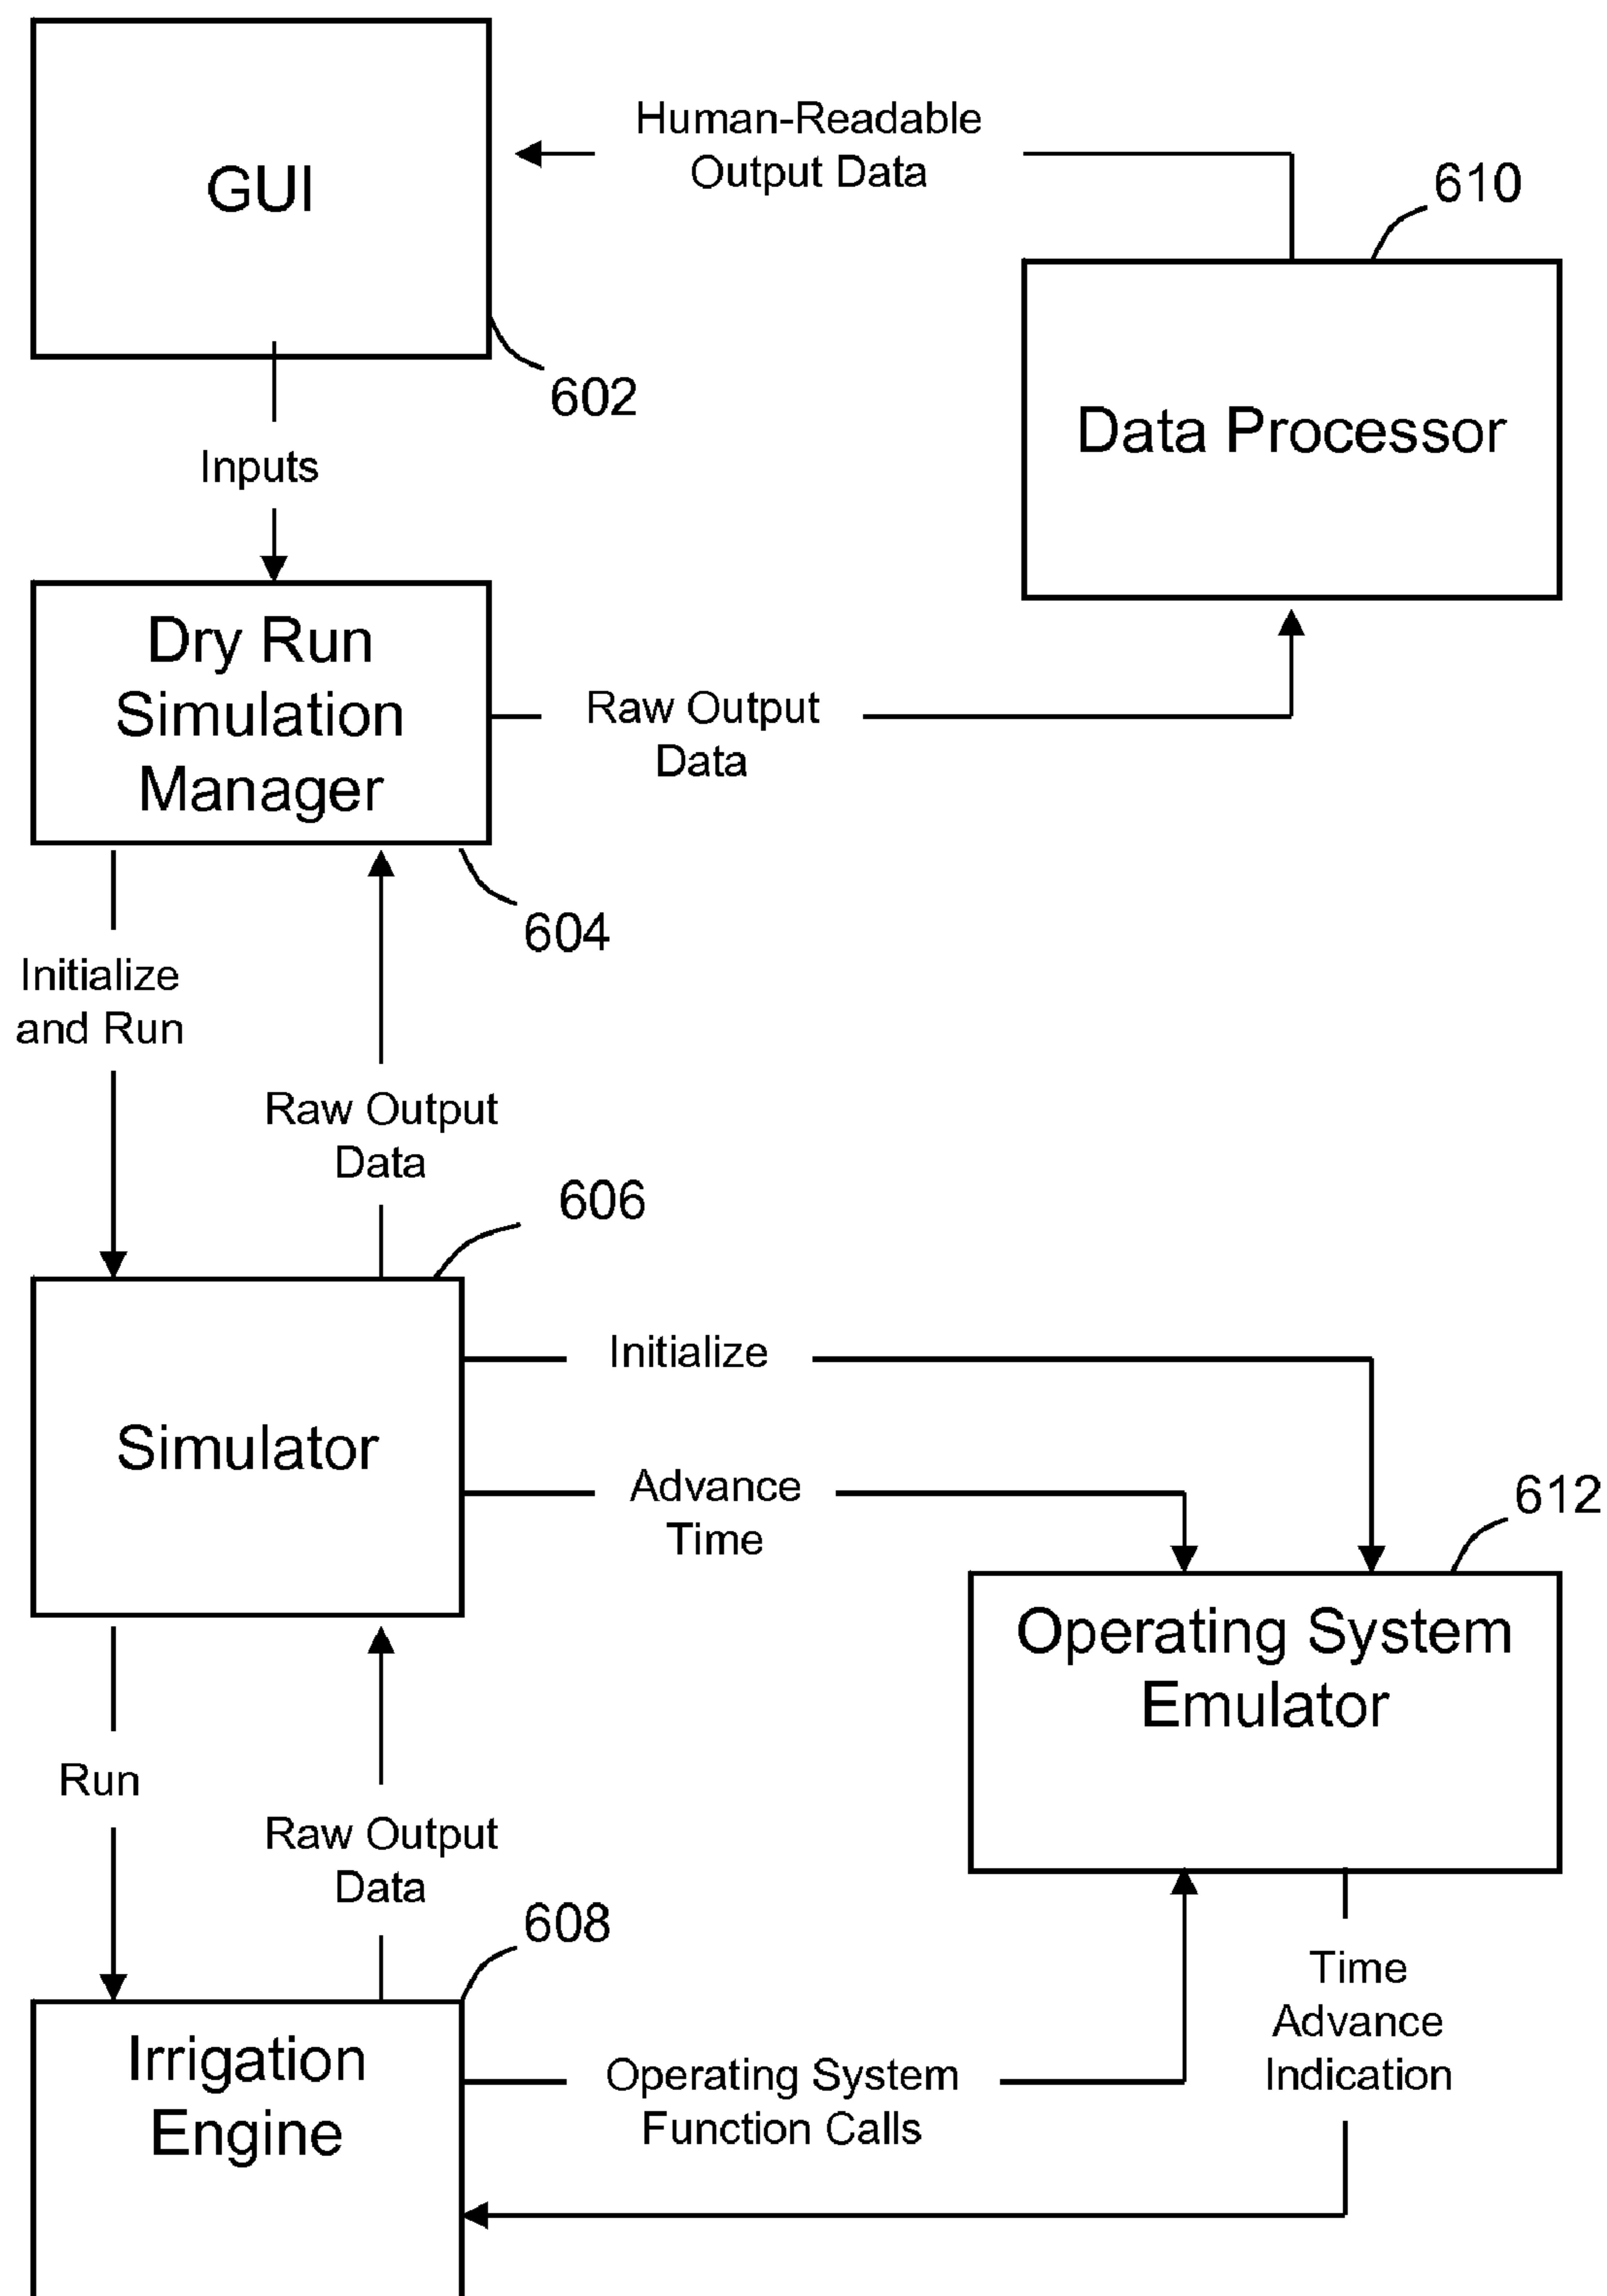 GUI
Human-Readable
Output Data
610
602
Data Processor
Inputs
Dry Run
Simulation
Manager
Raw Output
Data
604
Initialize
and Run
Raw Output
Data
606
Initialize
Simulator
Advance
Time
612
Operating System
Emulator
Run
Raw Output
Data
608
Time
Advance
Indication
Irrigation
Engine
Operating System
Function Calls